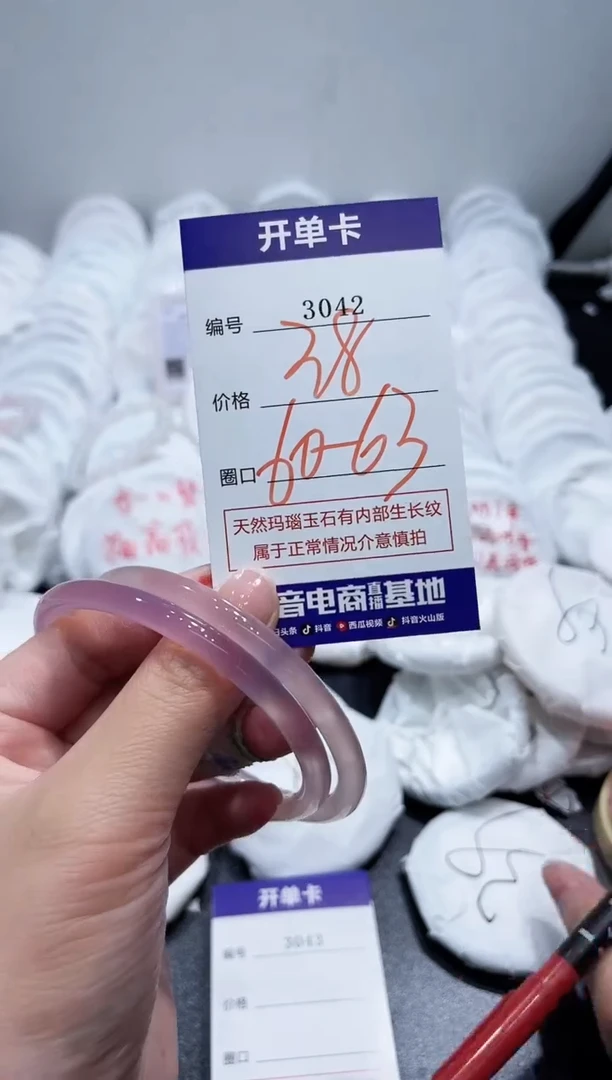 开单卡
编号 3042
价格 28
圈口 60-63
天然玛瑙玉石有内部生长纹
属于正常情况介意慎拍
音电商直播基地
头条 抖音 西瓜视频 抖音火山版
开单卡
编号 3043
价格
圈口